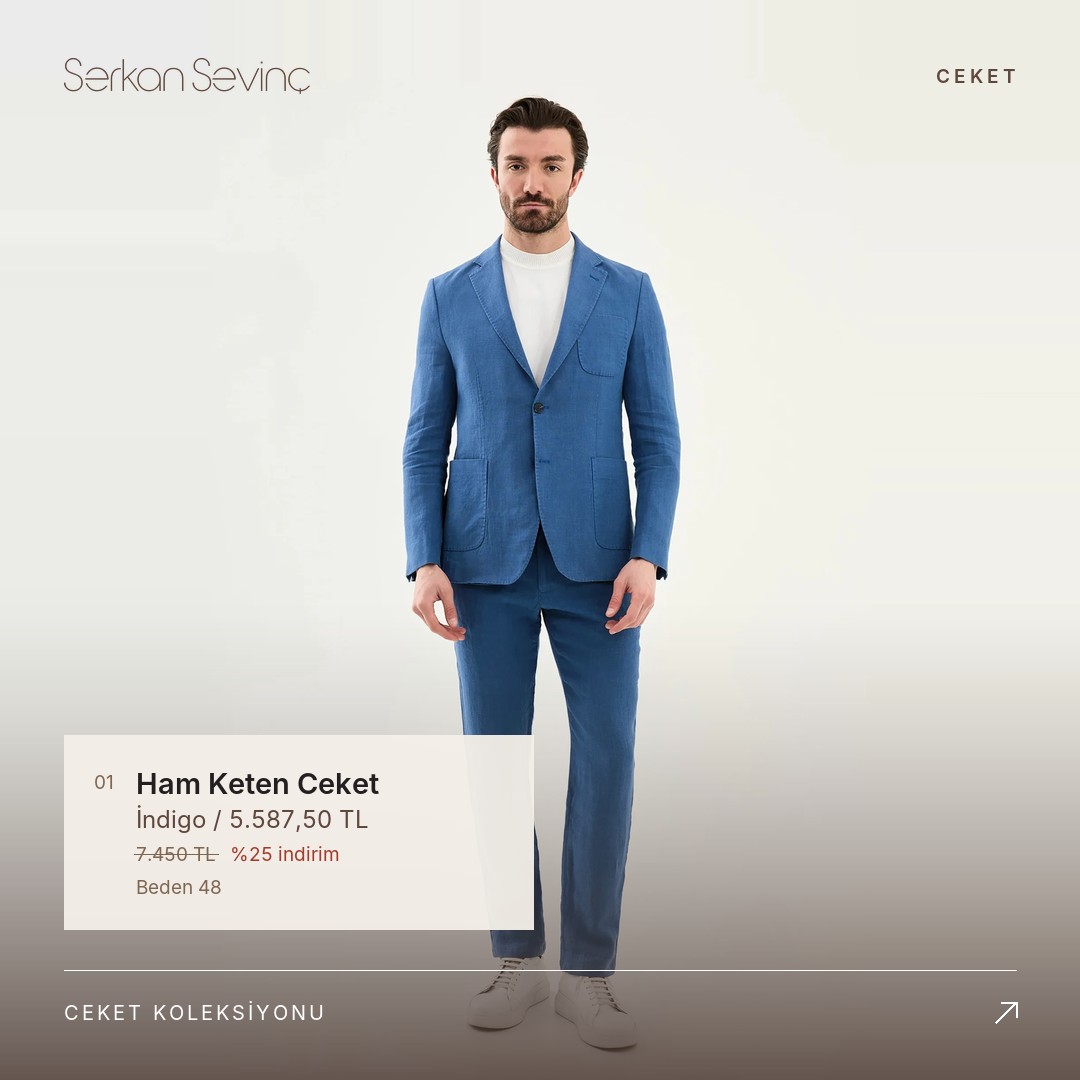 Serkan Sevinç
CEKET
01 Ham Keten Ceket
İndigo / 5.587,50 TL
7.450 TL %25 indirim
Beden 48
CEKET KOLEKSİYONU